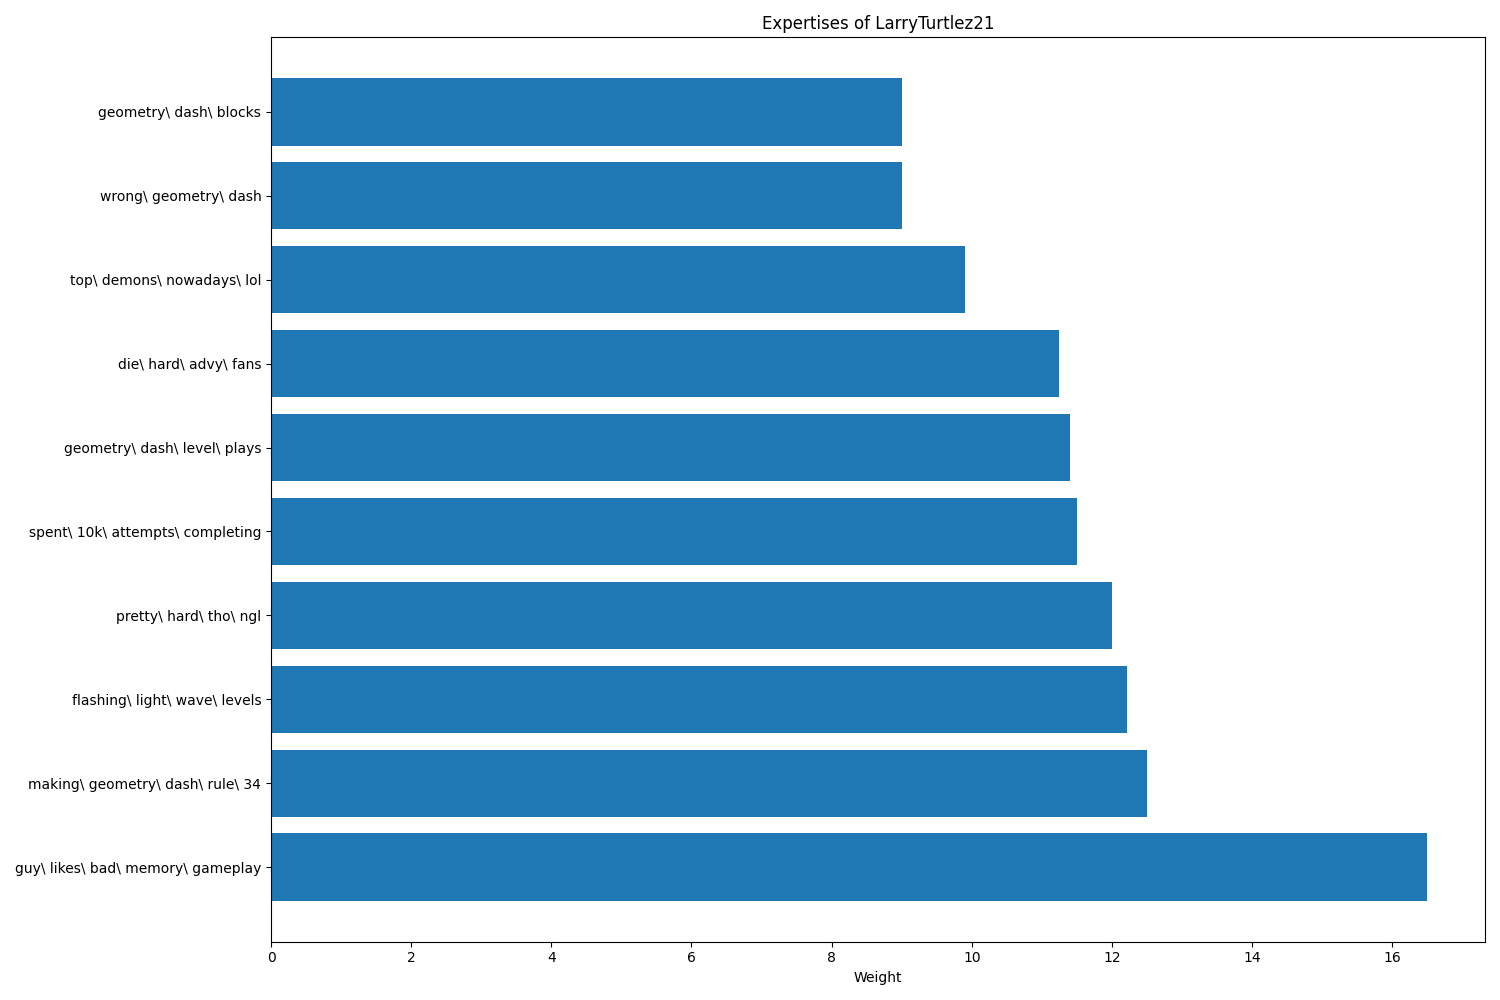 Expertises of LarryTurtlez21
geometry\ dash\ blocks
wrong\ geometry\ dash
top\ demons\ nowadays\ lol
die\ hard\ advy\ fans
geometry\ dash\ level\ plays
spent\ 10k\ attempts\ completing
pretty\ hard\ tho\ ngl
flashing\ light\ wave\ levels
making\ geometry\ dash\ rule\ 34
guy\ likes\ bad\ memory\ gameplay
0 2 4 6 8 10 12 14 16
Weight